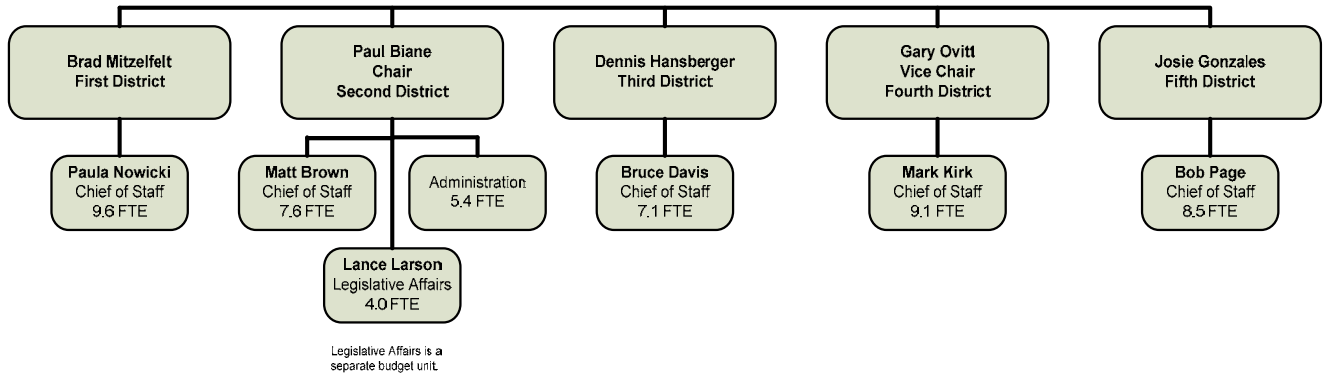 Brad Mitzelfelt
First District
Paul Biane
Chair
Second District
Dennis Hansberger
Third District
Gary Ovitt
Vice Chair
Fourth District
Josie Gonzales
Fifth District
Paula Nowicki
Chief of Staff
9.6 FTE
Matt Brown
Chief of Staff
7.6 FTE
Administration
5.4 FTE
Bruce Davis
Chief of Staff
7.1 FTE
Mark Kirk
Chief of Staff
9.1 FTE
Bob Page
Chief of Staff
8.5 FTE
Lance Larson
Legislative Affairs
4.0 FTE
Legislative Affairs is a
separate budget unit.